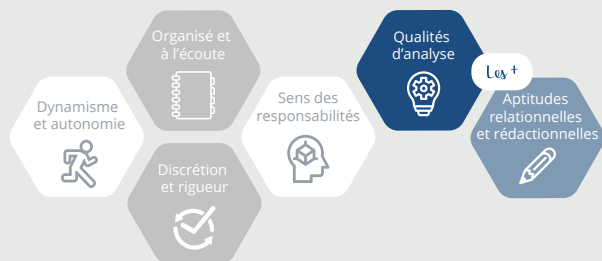 Organisé et
à l'écoute
Qualités
d'analyse
Les +
Dynamisme
et autonomie
Sens des
responsabilités
Aptitudes
relationnelles
et rédactionnelles
Discrétion
et rigueur